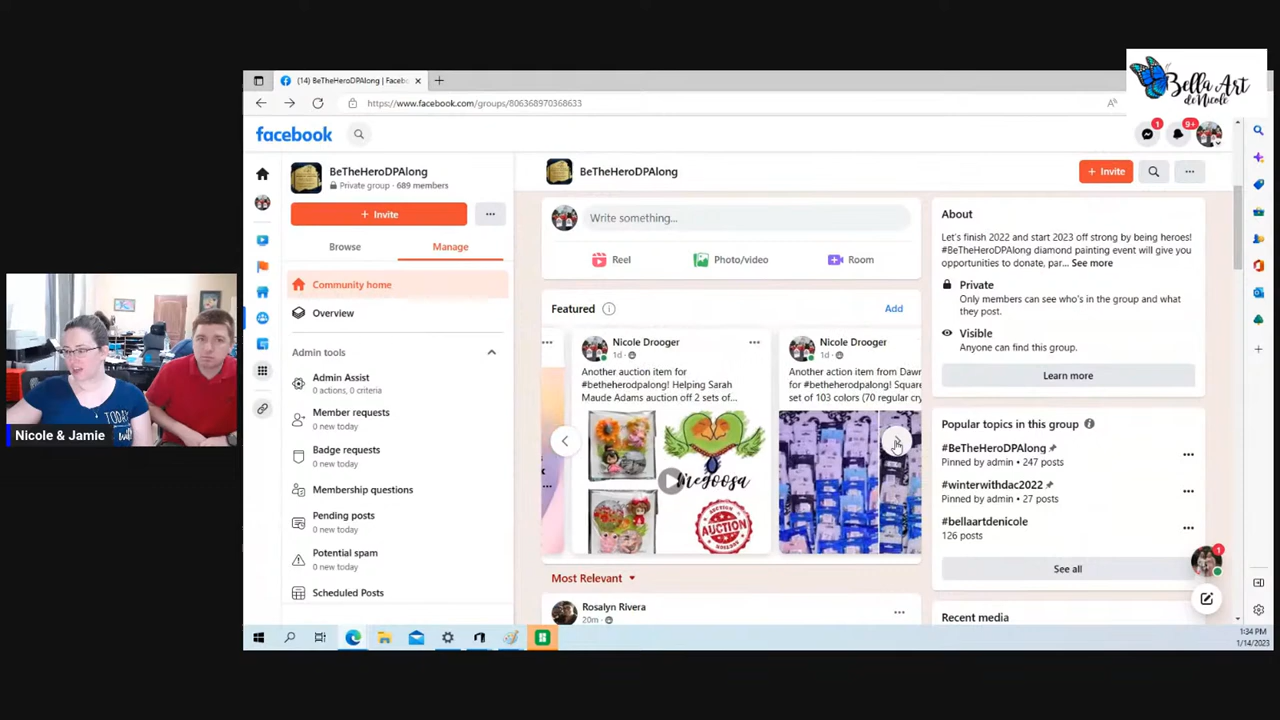 (14) BeTheHeroDPAlong | Faceb
https://www.facebook.com/groups/806368970368633
Bella Art
de Nicole
facebook
1
9+
BeTheHeroDPAlong
Private group · 689 members
+ Invite
Browse
Manage
Community home
Overview
Admin tools
Admin Assist
0 actions, 0 criteria
Member requests
0 new today
Badge requests
0 new today
Membership questions
Pending posts
0 new today
Potential spam
0 new today
Scheduled Posts
BeTheHeroDPAlong
+ Invite
Write something...
Reel
Photo/video
Room
Featured
Add
Nicole Drooger
1d
Another action item for
#betheherodpalong! Helping Sarah
Maude Adams auction off 2 sets of...
AUCTION
Nicole Drooger
1d
Another auction item from Dawn
for #betheherodpalong! Square
set of 103 colors (70 regular cry
Most Relevant
Rosalyn Rivera
20m
About
Let's finish 2022 and start 2023 off strong by being heroes!
#BeTheHeroDPAlong diamond painting event will give you
opportunities to donate, par... See more
Private
Only members can see who's in the group and what
they post.
Visible
Anyone can find this group.
Learn more
Popular topics in this group
#BeTheHeroDPAlong
Pinned by admin · 247 posts
#winterwithdac2022
Pinned by admin · 27 posts
#bellaartdenicole
126 posts
See all
1
Recent media
1:34 PM
1/14/2023
TODAY
Nicole & Jamie